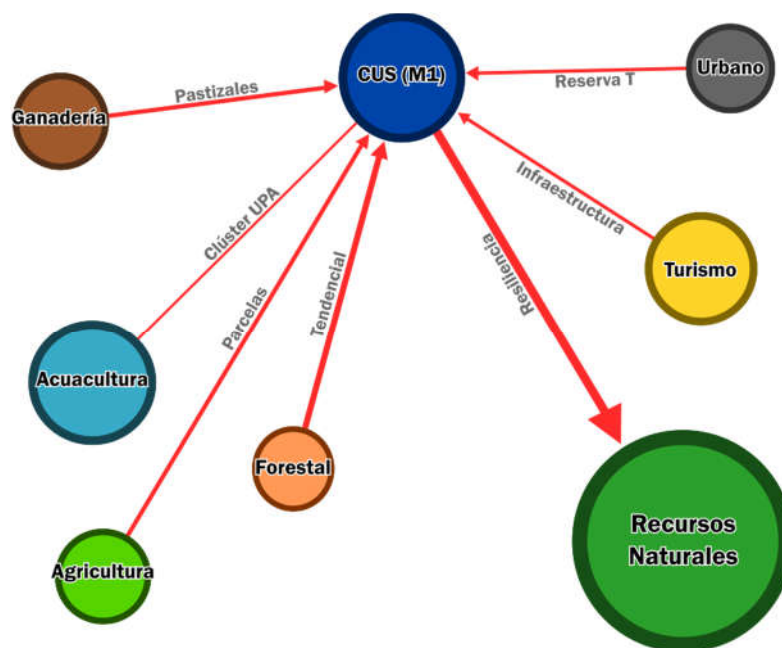 CUS (M1)
Urbano
Reserva T
Pastizales
Ganadería
Infraestructura
Clúster UPA
Resiliencia
Turismo
Parcelas
Tendencial
Acuacultura
Forestal
Recursos
Naturales
Agricultura